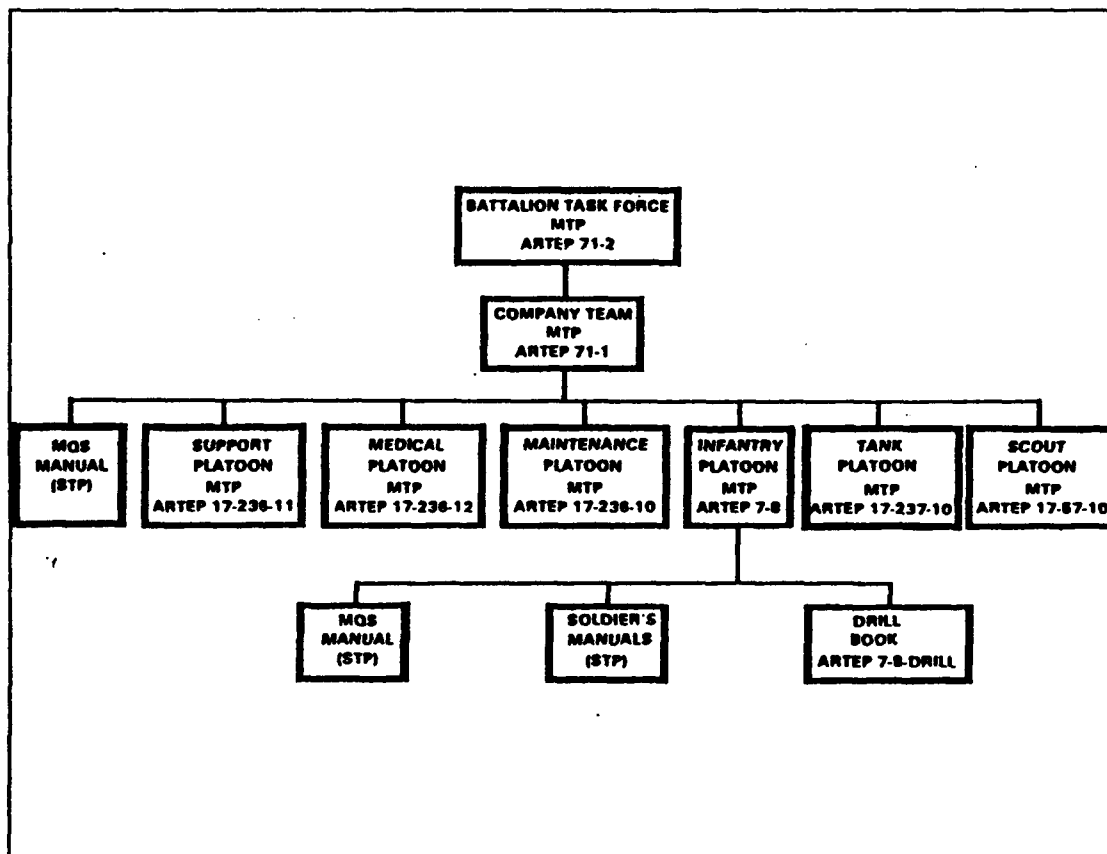 BATTALION TASK FORCE
MTP
ARTEP 71-2
COMPANY TEAM
MTP
ARTEP 71-1
MQS
MANUAL
(STP)
SUPPORT
PLATOON
MTP
ARTEP 17-236-11
MEDICAL
PLATOON
MTP
ARTEP 17-236-12
MAINTENANCE
PLATOON
MTP
ARTEP 17-236-10
INFANTRY
PLATOON
MTP
ARTEP 7-8
TANK
PLATOON
MTP
ARTEP 17-237-10
SCOUT
PLATOON
MTP
ARTEP 17-57-10
MQS
MANUAL
(STP)
SOLDIER'S
MANUALS
(STP)
DRILL
BOOK
ARTEP 7-8-DRILL